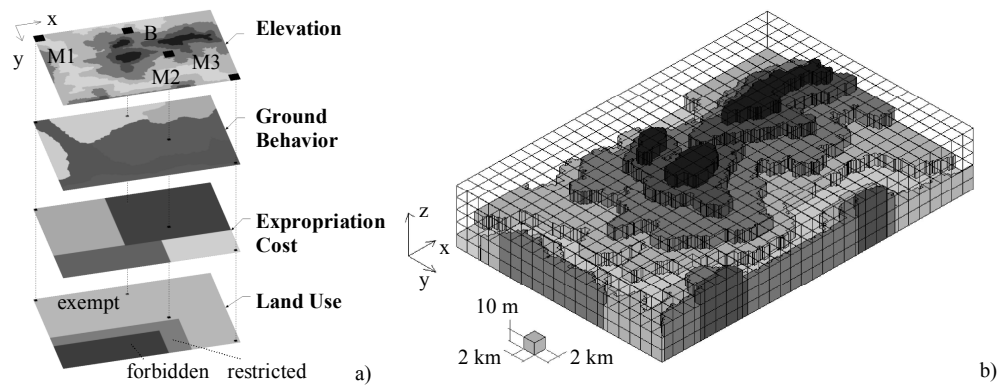 x
y
M1
B
M2
M3
Elevation
Ground
Behavior
Expropriation
Cost
Land Use
exempt
forbidden
restricted
a)
z
x
y
10 m
2 km
2 km
b)